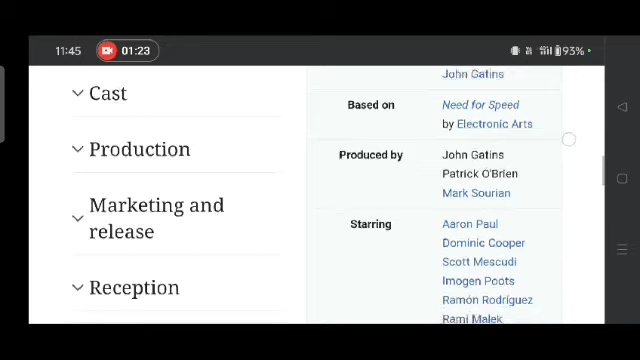 11:45 01:23 93%
Cast
Production
Marketing and
release
Reception
John Gatins
Based on Need for Speed
by Electronic Arts
Produced by John Gatins
Patrick O'Brien
Mark Sourian
Starring Aaron Paul
Dominic Cooper
Scott Mescudi
Imogen Poots
Ramón Rodríguez
Rami Malek